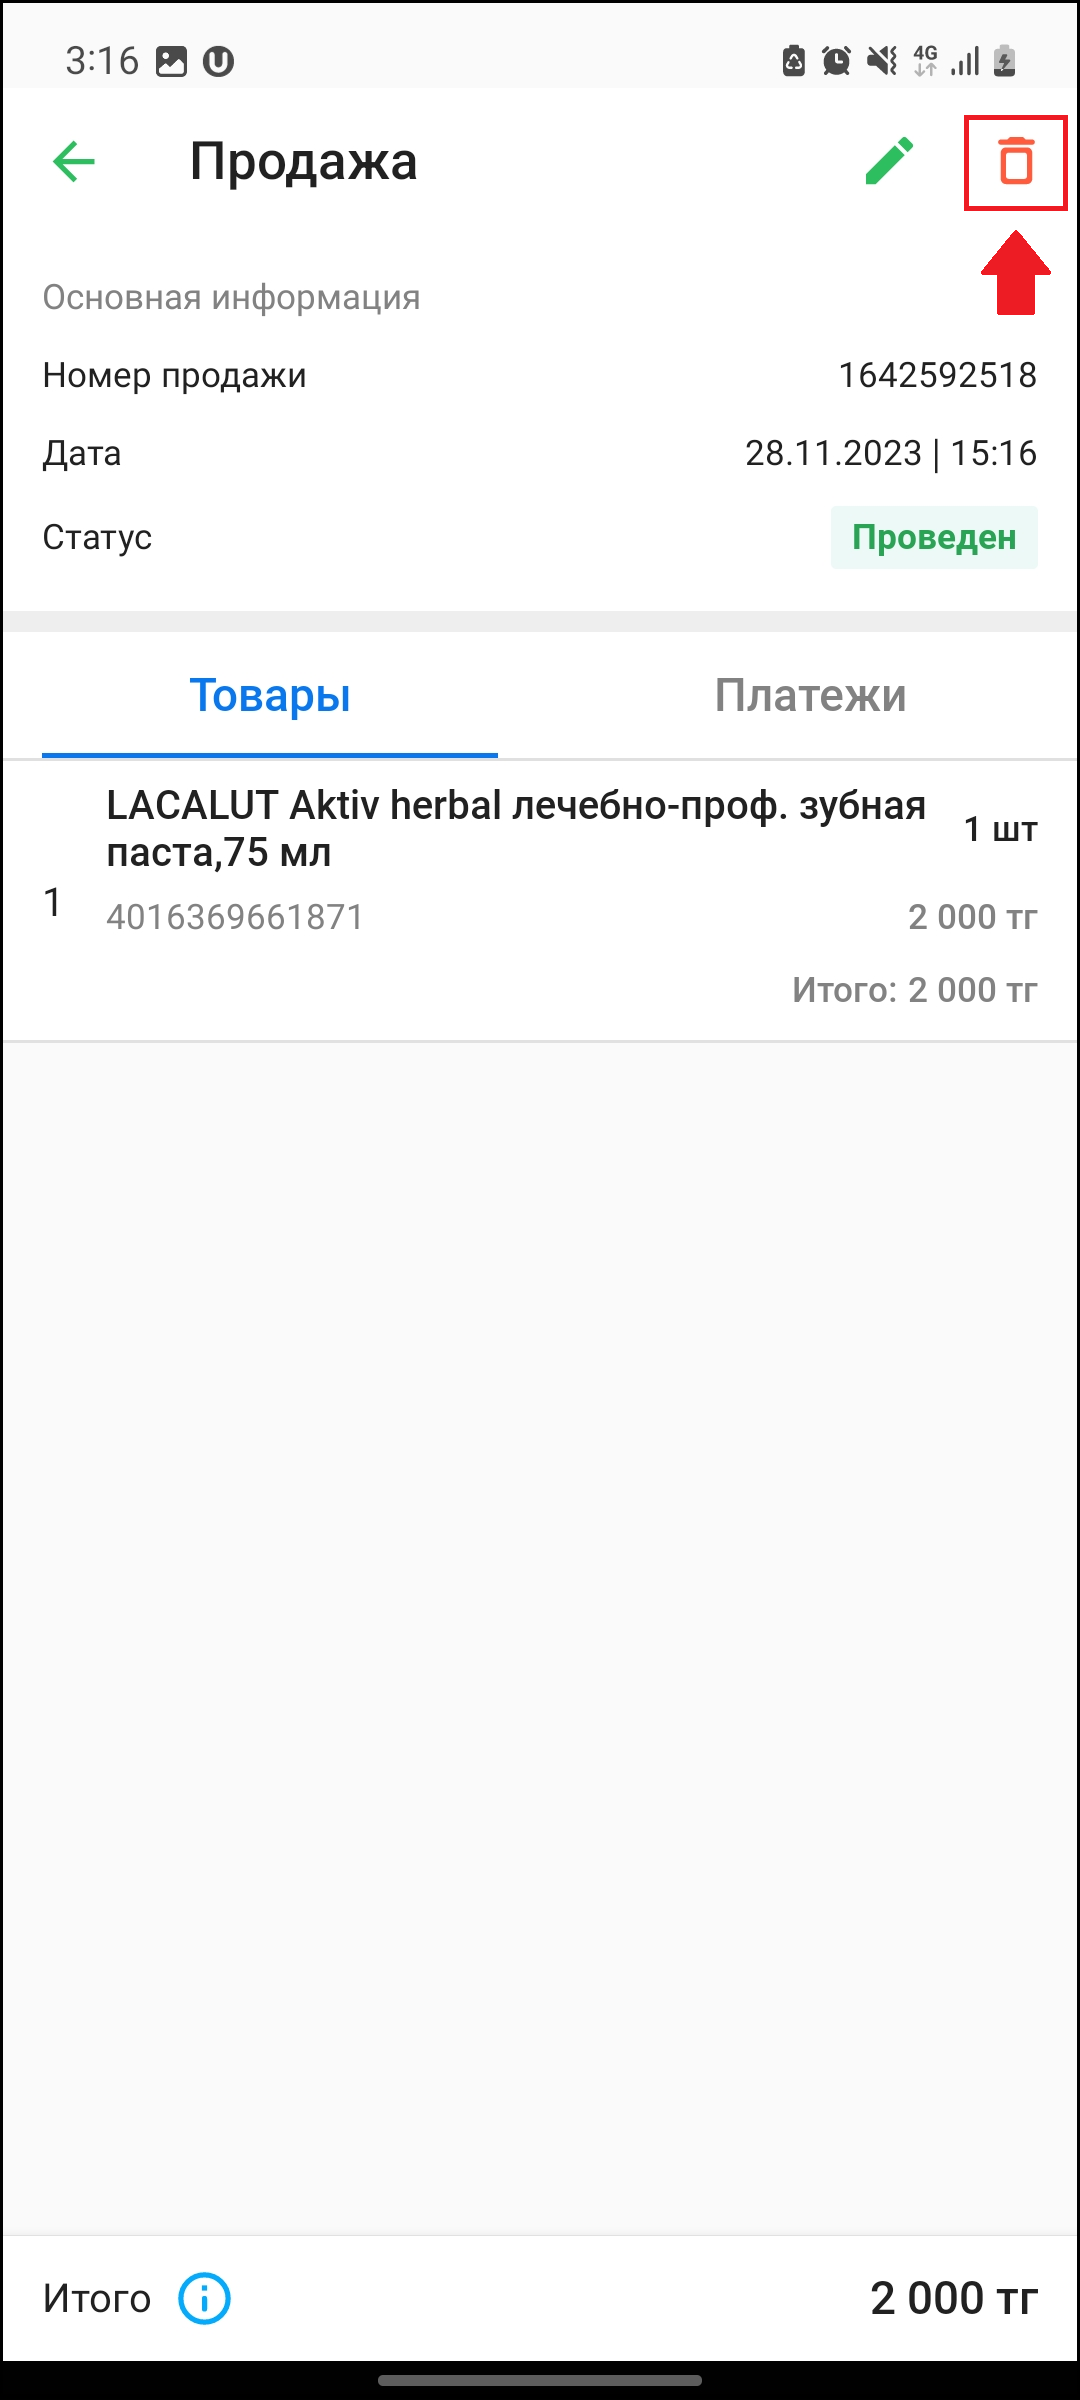 3:16
4G
Продажа
Основная информация
Номер продажи 1642592518
Дата 28.11.2023 | 15:16
Статус Проведен
Товары Платежи
LACALUT Aktiv herbal лечебно-проф. зубная
паста,75 мл
1 шт
1
4016369661871 2 000 тг
Итого: 2 000 тг
Итого 2 000 тг